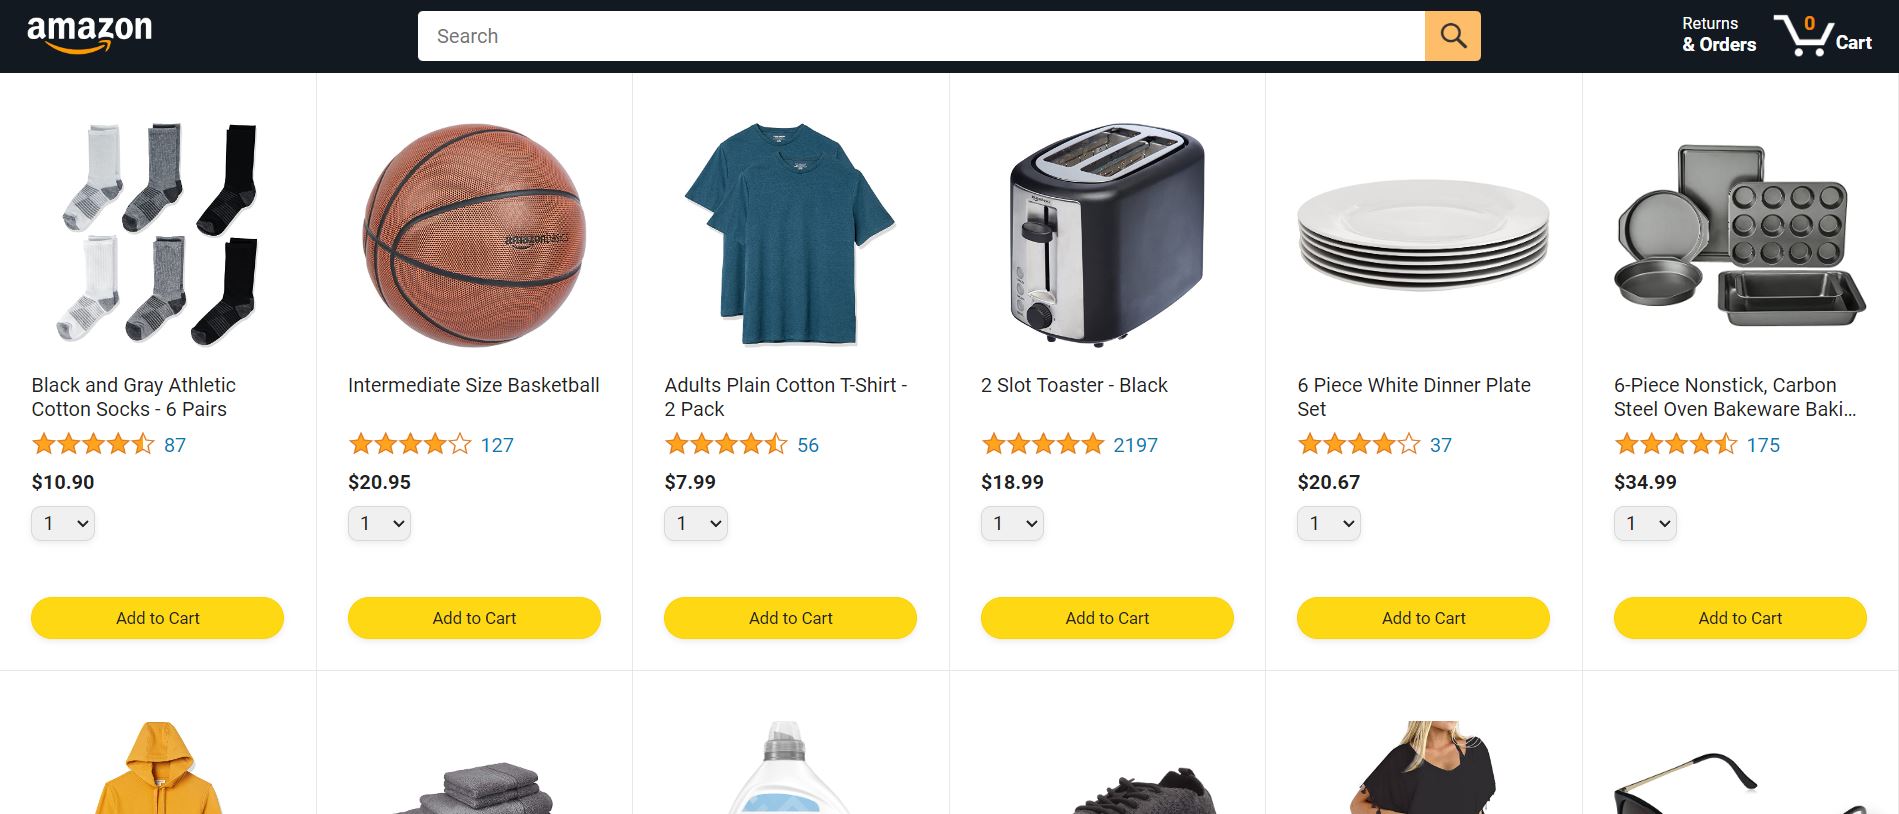 amazon
Search
Returns
& Orders
0
Cart
amazonbasics
Black and Gray Athletic
Cotton Socks - 6 Pairs
87
$10.90
1
Add to Cart
Intermediate Size Basketball
127
$20.95
1
Add to Cart
Adults Plain Cotton T-Shirt -
2 Pack
56
$7.99
1
Add to Cart
2 Slot Toaster - Black
2197
$18.99
1
Add to Cart
6 Piece White Dinner Plate
Set
37
$20.67
1
Add to Cart
6-Piece Nonstick, Carbon
Steel Oven Bakeware Baki...
175
$34.99
1
Add to Cart